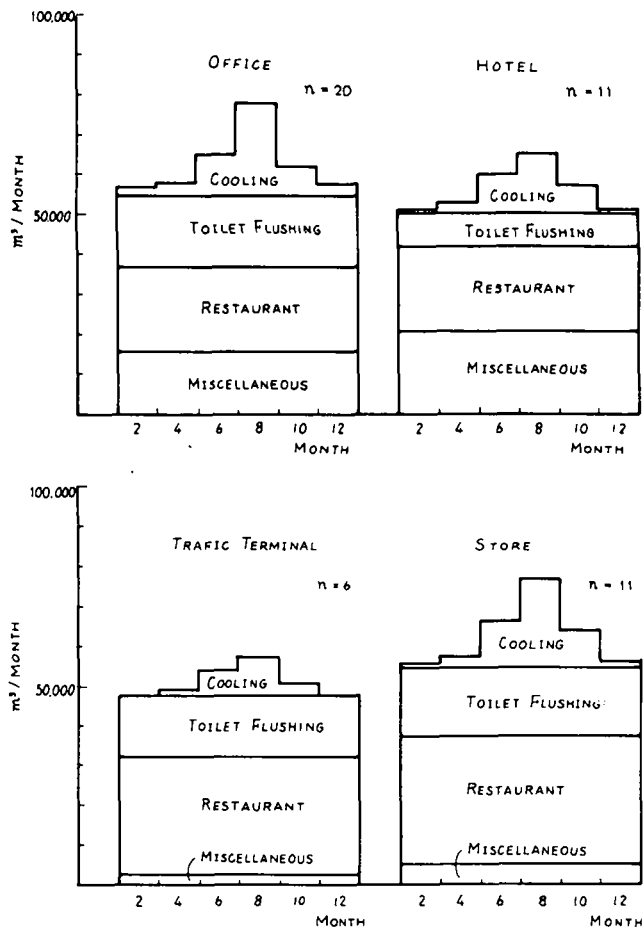 100,000
OFFICE
HOTEL
n = 20
n = 11
COOLING
COOLING
50,000
TOILET FLUSHING
TOILET FLUSHING
m³/MONTH
RESTAURANT
RESTAURANT
MISCELLANEOUS
MISCELLANEOUS
2 4 6 8 10 12
2 4 6 8 10 12
MONTH
MONTH
100,000
TRAFIC TERMINAL
STORE
n = 6
n = 11
COOLING
COOLING
50,000
TOILET FLUSHING
TOILET FLUSHING
m³/MONTH
RESTAURANT
RESTAURANT
MISCELLANEOUS
MISCELLANEOUS
2 4 6 8 10 12
2 4 6 8 10 12
MONTH
MONTH